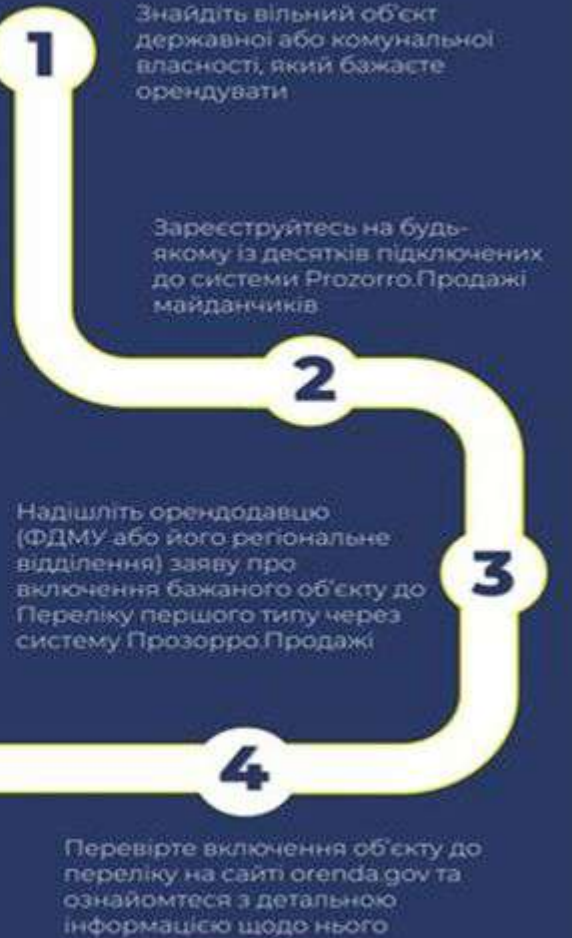 1
Знайдіть вільний об'єкт
державної або комунальної
власності, який бажаєте
орендувати
Зареєструйтесь на будь-
якому із десятків підключених
до системи Prozorro.Продажі
майданчиків
2
Надішліть орендодавцю
(ФДМУ або його регіональне
відділення) заяву про
включення бажаного об'єкту до
Переліку першого типу через
систему Прозорро.Продажі
3
4
Перевірте включення об'єкту до
переліку на сайті orenda.gov та
ознайомтеся з детальною
інформацією щодо нього